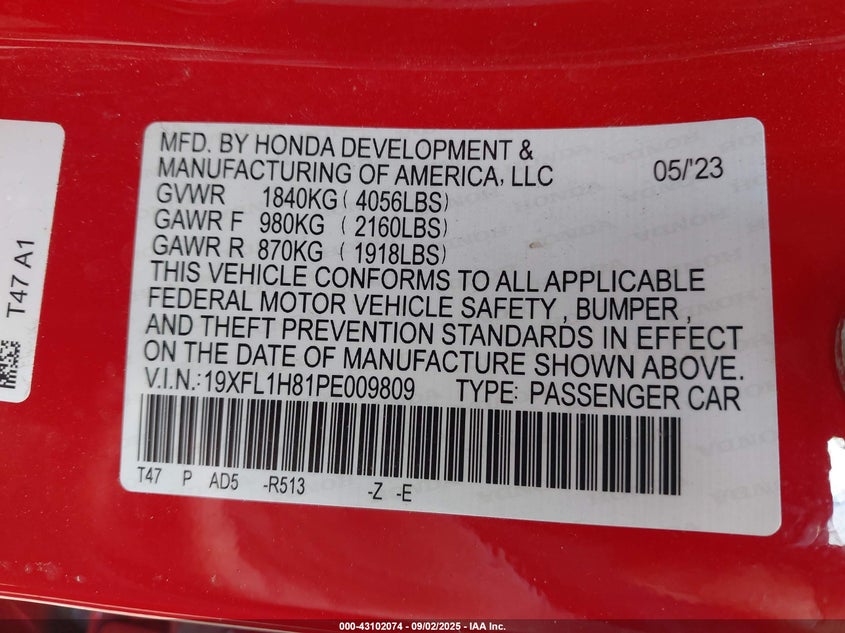 MFD. BY HONDA DEVELOPMENT &
MANUFACTURING OF AMERICA, LLC 05/'23
GVWR 1840KG ( 4056LBS)
GAWR F 980KG ( 2160LBS)
GAWR R 870KG ( 1918LBS)
THIS VEHICLE CONFORMS TO ALL APPLICABLE
FEDERAL MOTOR VEHICLE SAFETY , BUMPER ,
AND THEFT PREVENTION STANDARDS IN EFFECT
ON THE DATE OF MANUFACTURE SHOWN ABOVE.
V.I.N.:19XFL1H81PE009809 TYPE: PASSENGER CAR
T47 P AD5 -R513 -Z -E
T47 A1
000-43102074 - 09/02/2025 - IAA Inc.